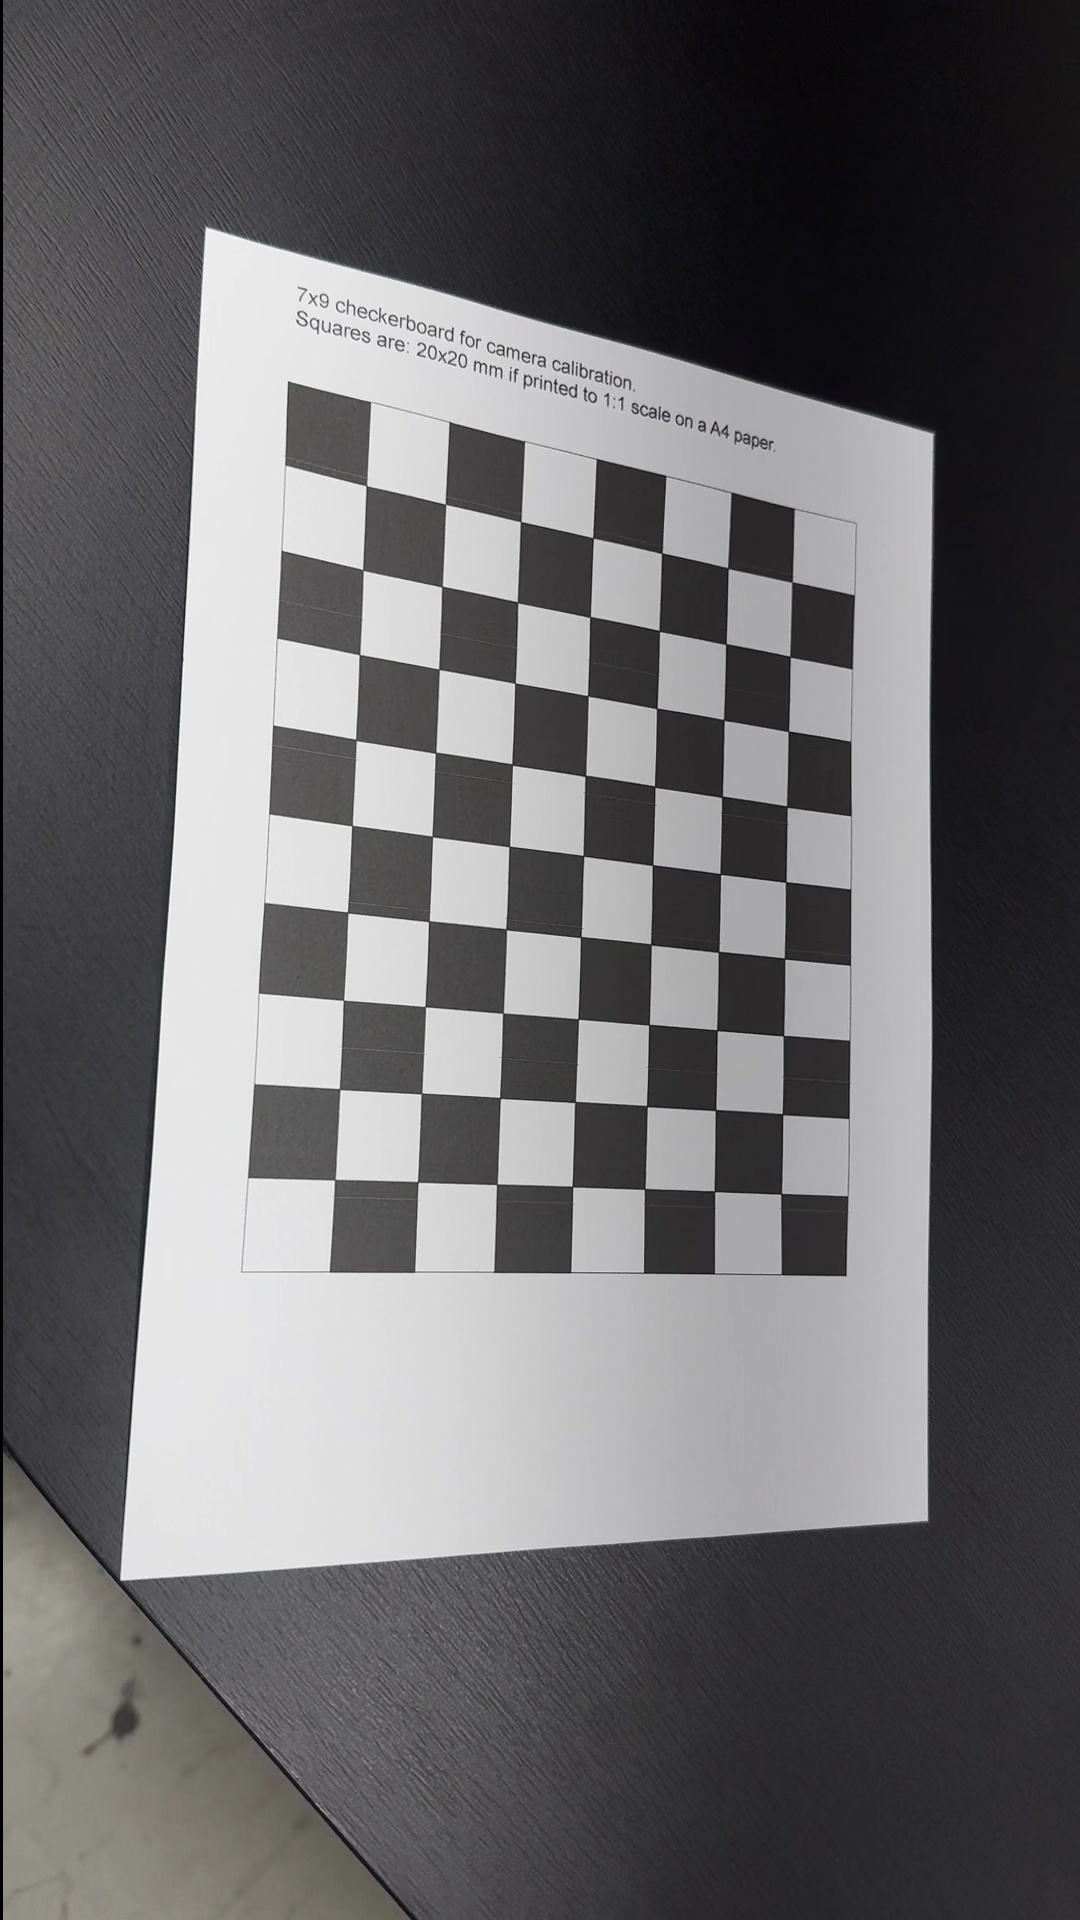 7x9 checkerboard for camera calibration.
Squares are: 20x20 mm if printed to 1:1 scale on a A4 paper.